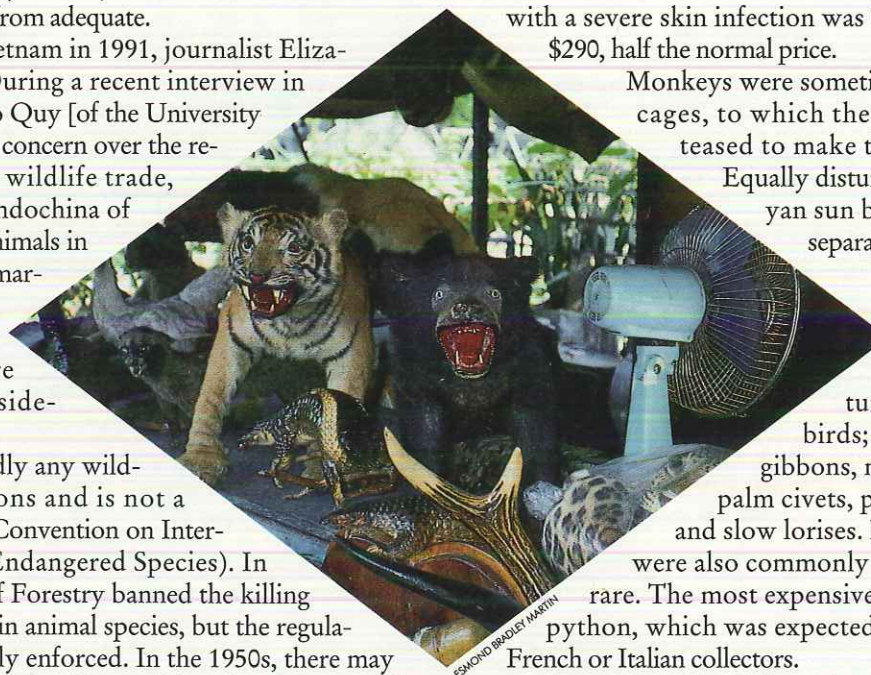 from adequate.
etnam in 1991, journalist Eliza-
During a recent interview in
o Quy [of the University
concern over the re-
wildlife trade,
ndochina of
nimals in
mar-
re
side-
dly any wild-
ons and is not a
Convention on Inter-
Endangered Species). In
f Forestry banned the killing
in animal species, but the regula-
ly enforced. In the 1950s, there may
with a severe skin infection was
$290, half the normal price.
Monkeys were someti
cages, to which the
teased to make t
Equally distu
yan sun b
separa
tu
birds;
gibbons, m
palm civets, p
and slow lorises.
were also commonly
rare. The most expensive
python, which was expected
French or Italian collectors.
ESMOND BRADLEY MARTIN